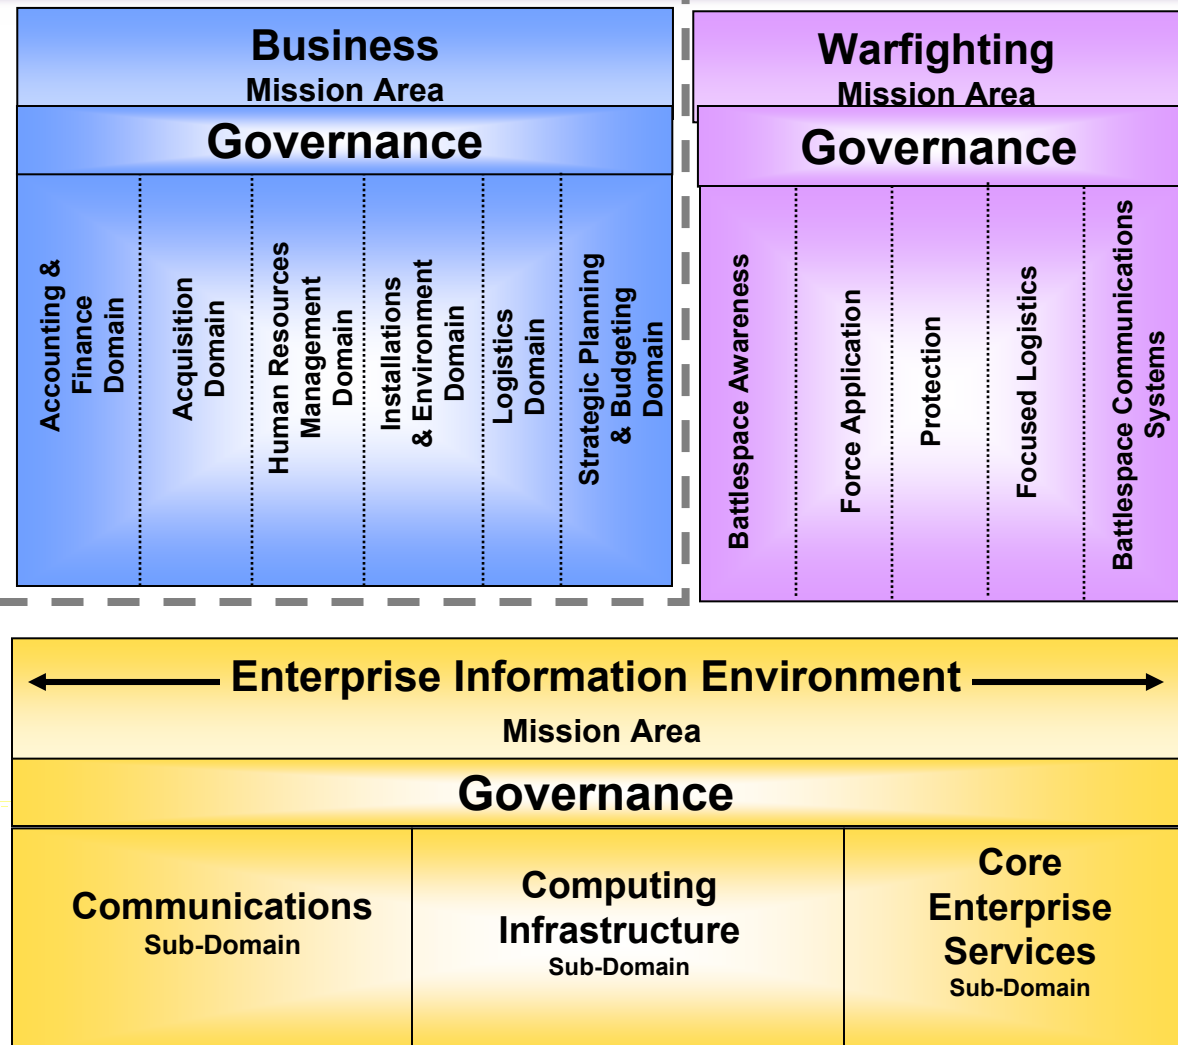 Business
Mission Area
Governance
Accounting &
Finance
Domain
Acquisition
Domain
Human Resources
Management
Domain
Installations
& Environment
Domain
Logistics
Domain
Strategic Planning
& Budgeting
Domain
Warfighting
Mission Area
Governance
Battlespace Awareness
Force Application
Protection
Focused Logistics
Battlespace Communications
Systems
Enterprise Information Environment
Mission Area
Governance
Communications
Sub-Domain
Computing
Infrastructure
Sub-Domain
Core
Enterprise
Services
Sub-Domain